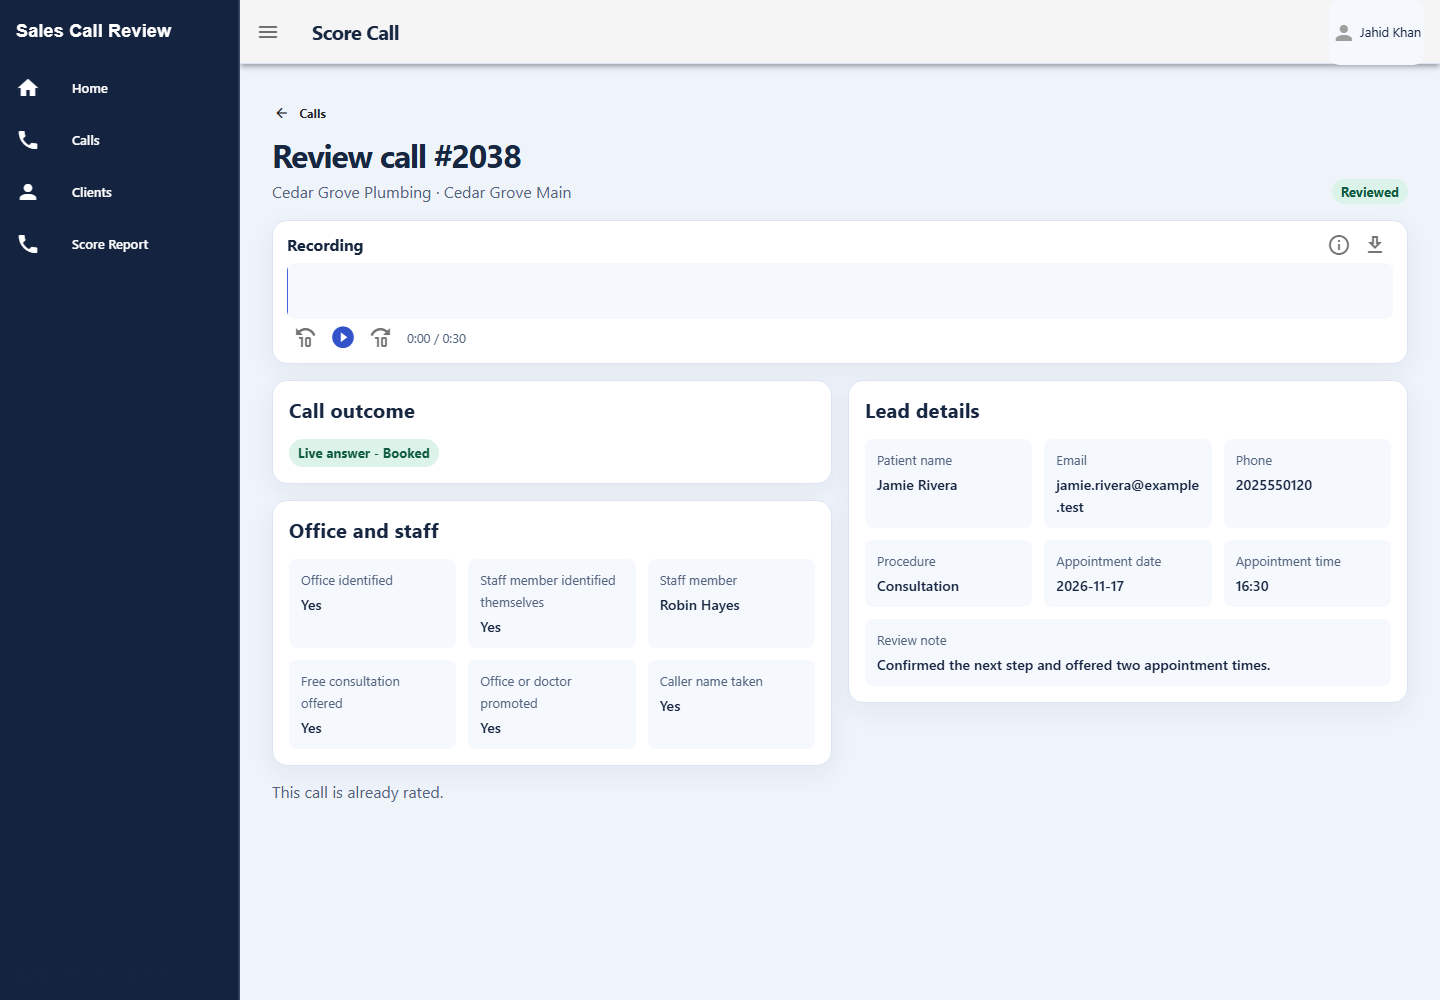 Sales Call Review
Home
Calls
Clients
Score Report
Score Call
Jahid Khan
Calls
Review call #2038
Cedar Grove Plumbing · Cedar Grove Main
Reviewed
Recording
10
10
0:00 / 0:30
Call outcome
Live answer - Booked
Office and staff
Office identified
Yes
Staff member identified
themselves
Yes
Staff member
Robin Hayes
Free consultation
offered
Yes
Office or doctor
promoted
Yes
Caller name taken
Yes
Lead details
Patient name
Jamie Rivera
Email
jamie.rivera@example
.test
Phone
2025550120
Procedure
Consultation
Appointment date
2026-11-17
Appointment time
16:30
Review note
Confirmed the next step and offered two appointment times.
This call is already rated.